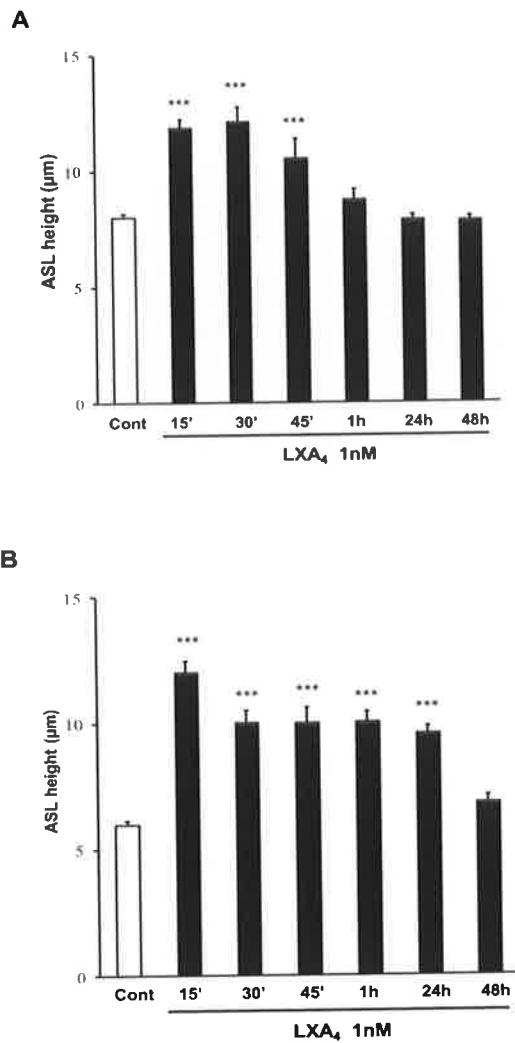 A
15
***
***
***
10
ASL height (µm)
5
0
Cont 15' 30' 45' 1h 24h 48h
LXA₄ 1nM
B
15
***
***
***
***
***
10
ASL height (µm)
5
0
Cont 15' 30' 45' 1h 24h 48h
LXA₄ 1nM